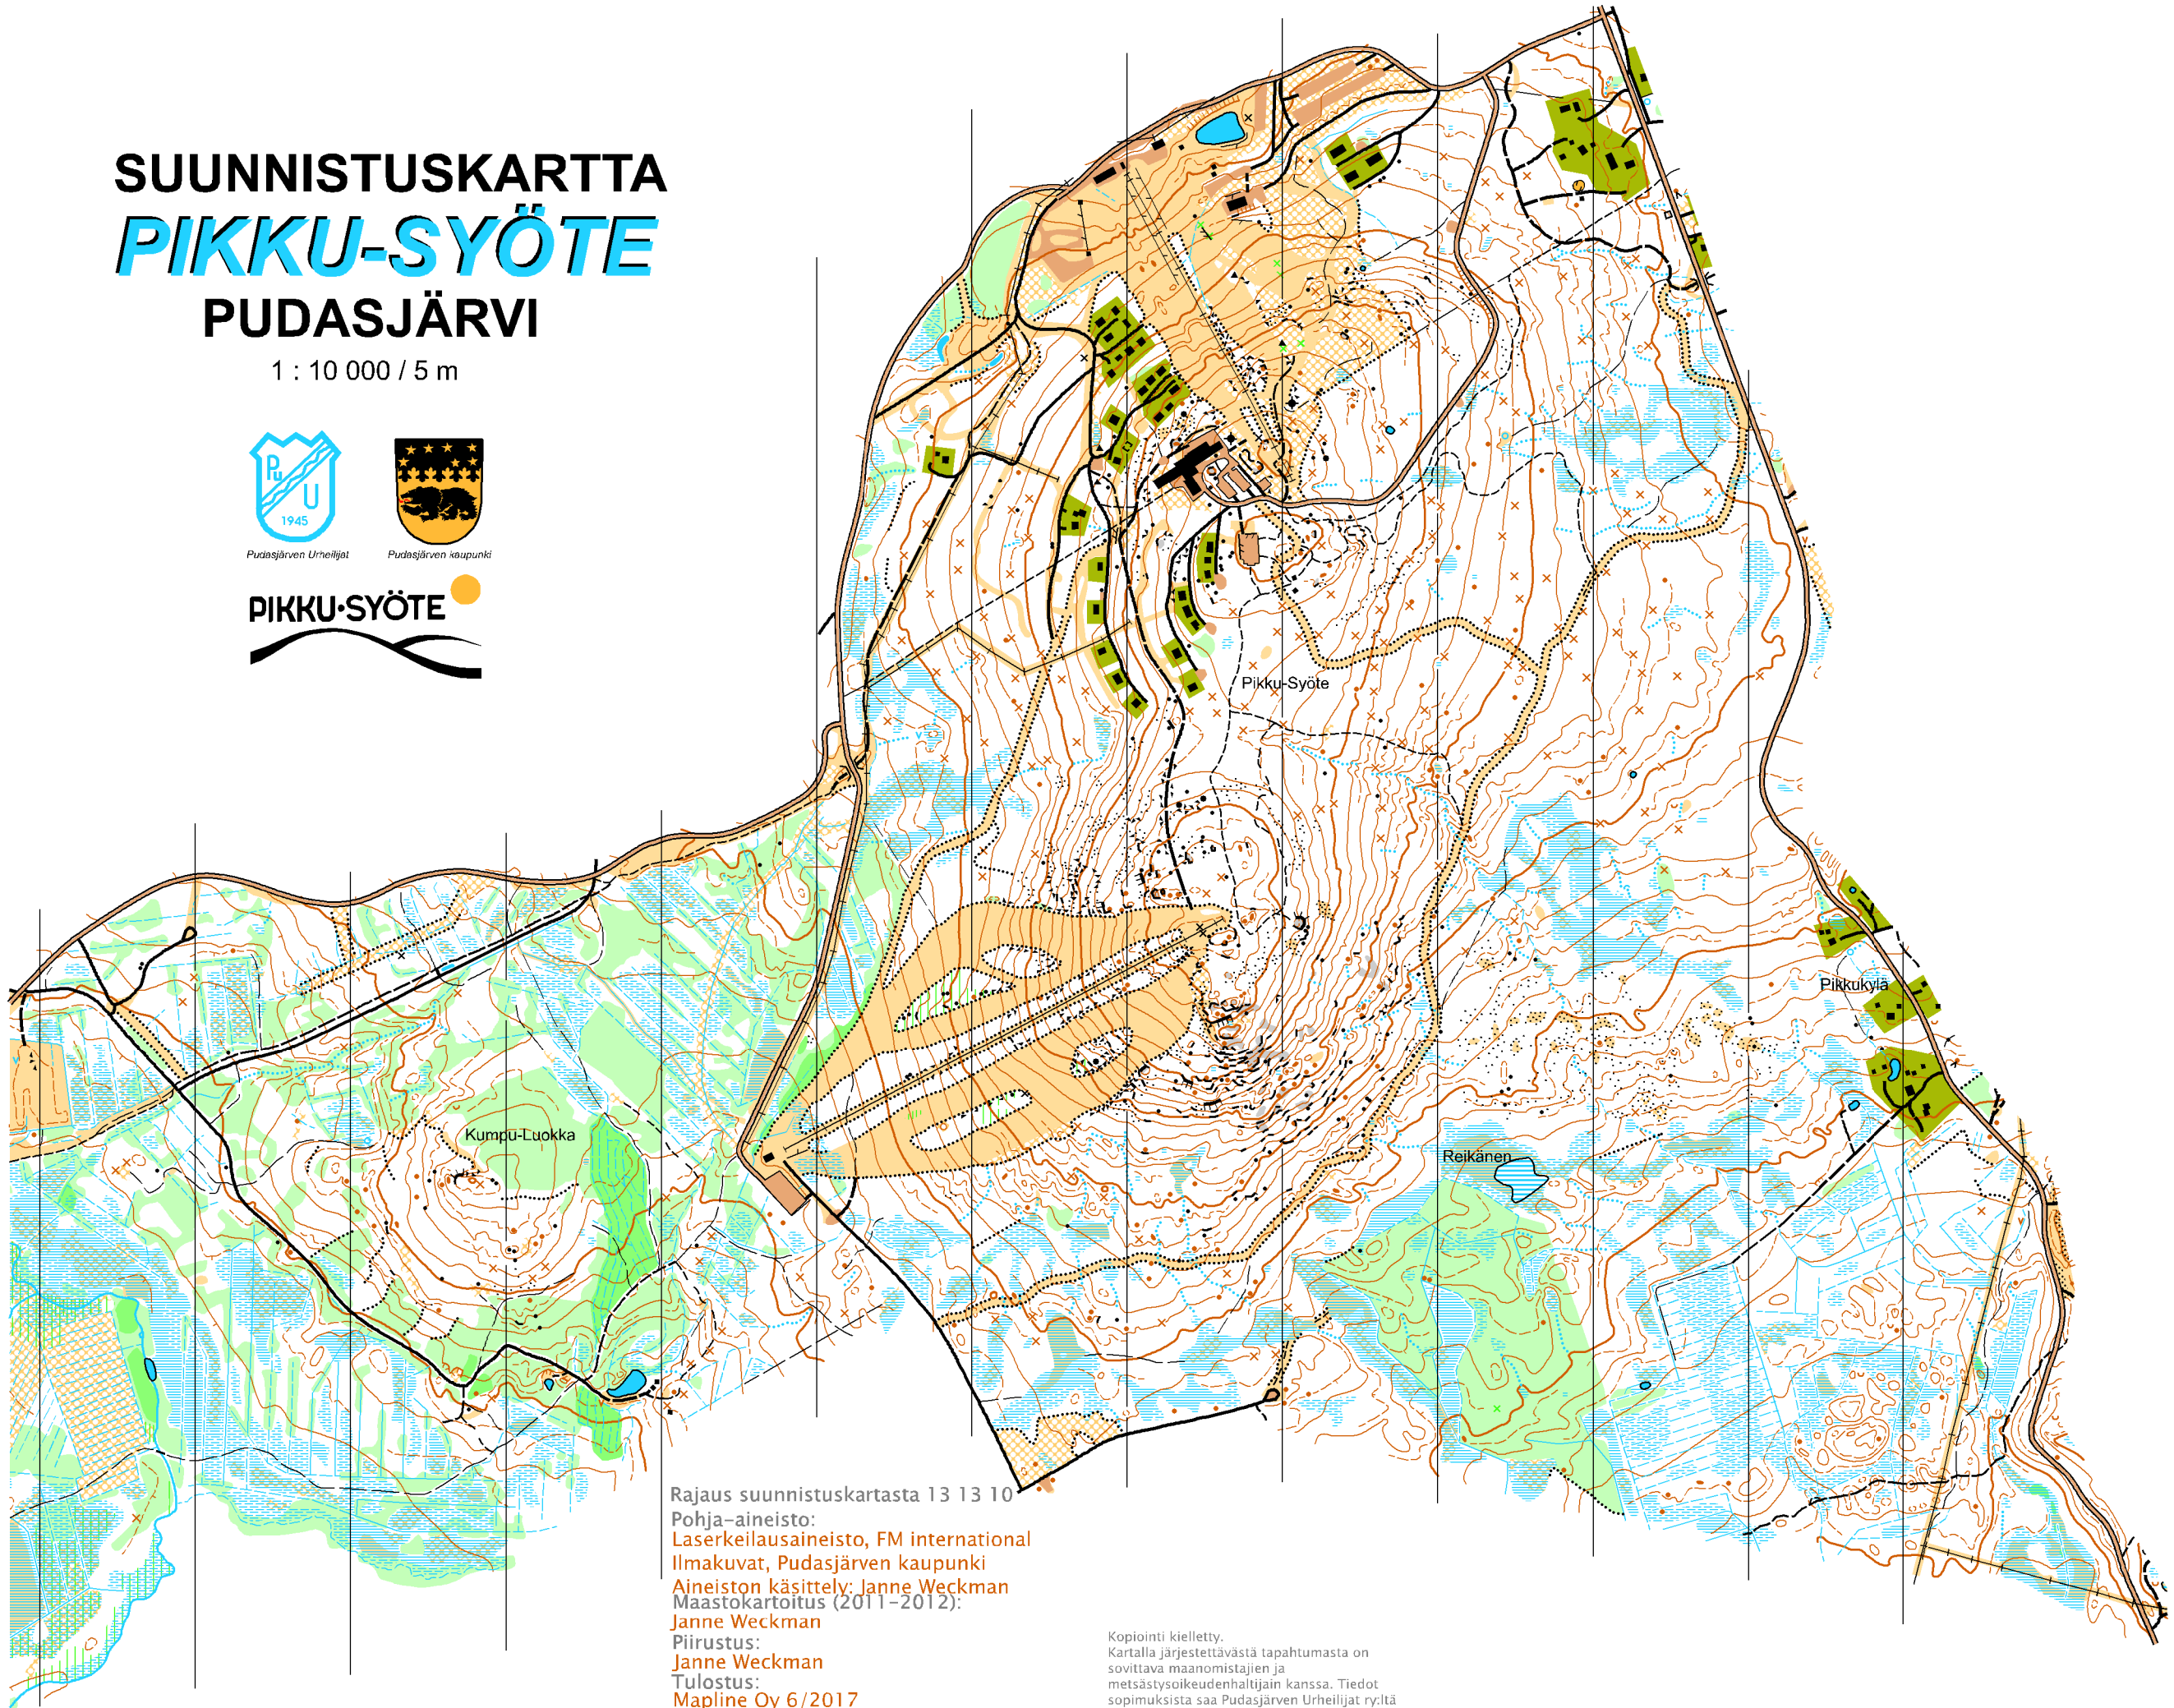 SUUNNISTUSKARTTA
PIKKU-SYÖTE
PUDASJÄRVI
1 : 10 000 / 5 m
Pu
U
1945
Pudasjärven Urheilijat
Pudasjärven kaupunki
PIKKU·SYÖTE
Pikku-Syöte
Pikkukylä
Kumpu-Luokka
Reikänen
Rajaus suunnistuskartasta 13 13 10
Pohja-aineisto:
Laserkeilausaineisto, FM international
Ilmakuvat, Pudasjärven kaupunki
Aineiston käsittely: Janne Weckman
Maastokartoitus (2011-2012):
Janne Weckman
Piirustus:
Janne Weckman
Tulostus:
Mapline Oy 6/2017
Kopiointi kielletty.
Kartalla järjestettävästä tapahtumasta on
sovittava maanomistajien ja
metsästysoikeudenhaltijain kanssa. Tiedot
sopimuksista saa Pudasjärven Urheilijat ry:ltä